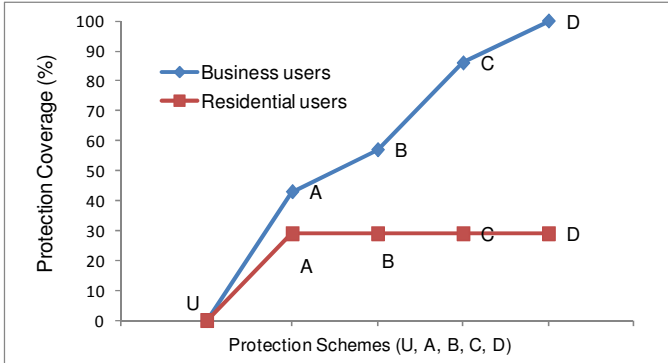 Protection Coverage (%)
100
90
80
70
60
50
40
30
20
10
0
Business users
Residential users
U
A
B
C
D
A
B
C
D
Protection Schemes (U, A, B, C, D)